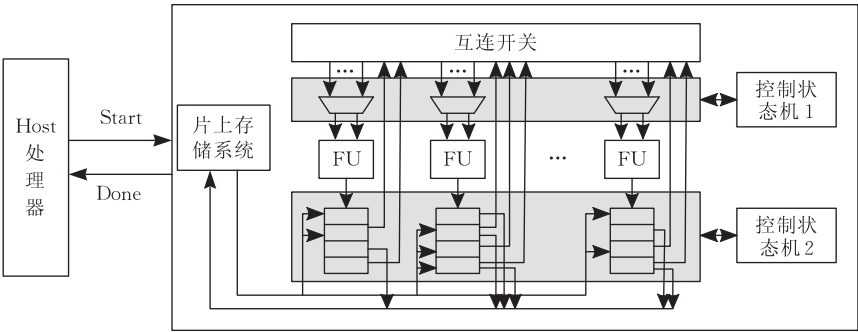 互连开关
...
...
...
控制状
态机1
Host
处
理
器
Start
Done
片上存
储系统
FU
FU
...
FU
控制状
态机2